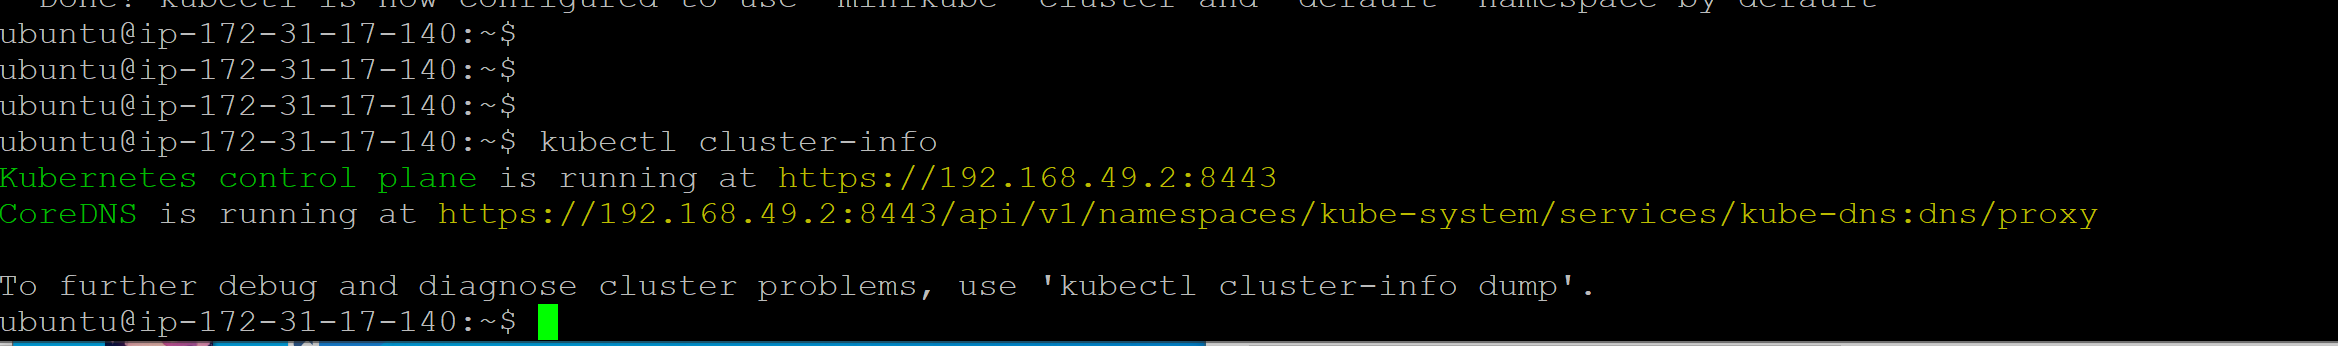 Done! kubectl is now configured to use "minikube" cluster and "default" namespace by default
ubuntu@ip-172-31-17-140:~$
ubuntu@ip-172-31-17-140:~$
ubuntu@ip-172-31-17-140:~$
ubuntu@ip-172-31-17-140:~$ kubectl cluster-info
Kubernetes control plane is running at https://192.168.49.2:8443
CoreDNS is running at https://192.168.49.2:8443/api/v1/namespaces/kube-system/services/kube-dns:dns/proxy
To further debug and diagnose cluster problems, use 'kubectl cluster-info dump'.
ubuntu@ip-172-31-17-140:~$